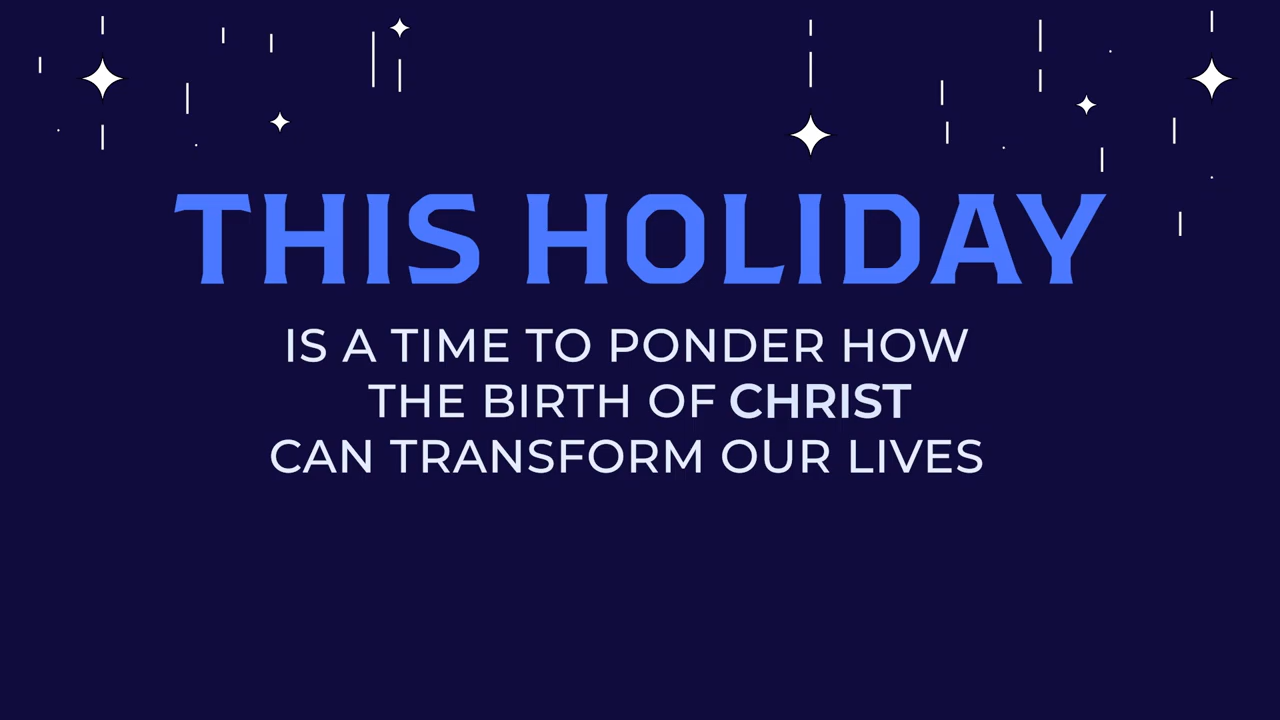 THIS HOLIDAY
IS A TIME TO PONDER HOW
THE BIRTH OF CHRIST
CAN TRANSFORM OUR LIVES